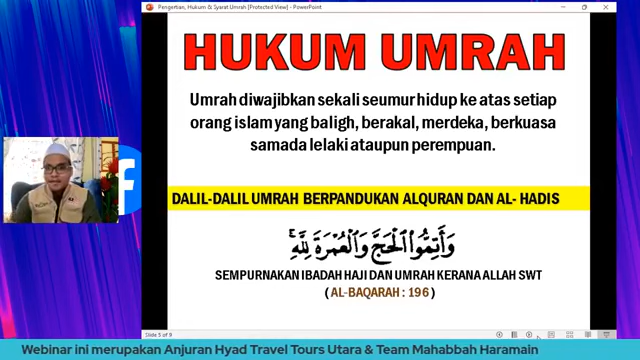 Pengertian, Hukum & Syarat Umrah [Protected View] - PowerPoint
HUKUM UMRAH
Umrah diwajibkan sekali seumur hidup ke atas setiap
orang islam yang baligh, berakal, merdeka, berkuasa
samada lelaki ataupun perempuan.
DALIL-DALIL UMRAH BERPANDUKAN ALQURAN DAN AL- HADIS
وَأَتِمُّوا الْحَجَّ وَالْعُمْرَةَ لِلَّهِ ۚ
SEMPURNAKAN IBADAH HAJI DAN UMRAH KERANA ALLAH SWT
( AL-BAQARAH : 196 )
Slide 5 of 9
Webinar ini merupakan Anjuran Hyad Travel Tours Utara & Team Mahabbah Haramain